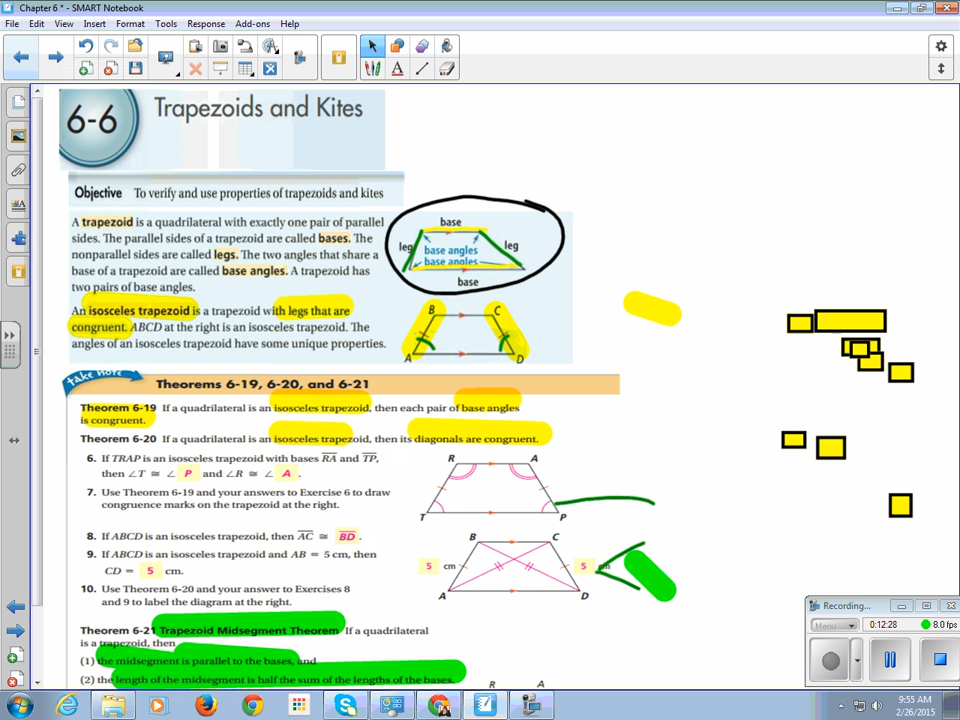 Chapter 6 * - SMART Notebook
File Edit View Insert Format Tools Response Add-ons Help
6-6 Trapezoids and Kites
Objective To verify and use properties of trapezoids and kites
A trapezoid is a quadrilateral with exactly one pair of parallel
sides. The parallel sides of a trapezoid are called bases. The
nonparallel sides are called legs. The two angles that share a
base of a trapezoid are called base angles. A trapezoid has
two pairs of base angles.
base
leg
leg
base angles
base angles
base
An isosceles trapezoid is a trapezoid with legs that are
congruent. ABCD at the right is an isosceles trapezoid. The
angles of an isosceles trapezoid have some unique properties.
B C
A D
take note Theorems 6-19, 6-20, and 6-21
Theorem 6-19 If a quadrilateral is an isosceles trapezoid, then each pair of base angles
is congruent.
Theorem 6-20 If a quadrilateral is an isosceles trapezoid, then its diagonals are congruent.
6. If TRAP is an isosceles trapezoid with bases RA and TP,
then ∠T ≅ ∠ P and ∠R ≅ ∠ A .
7. Use Theorem 6-19 and your answers to Exercise 6 to draw
congruence marks on the trapezoid at the right.
R A
T P
8. If ABCD is an isosceles trapezoid, then AC ≅ BD .
9. If ABCD is an isosceles trapezoid and AB = 5 cm, then
CD = 5 cm.
10. Use Theorem 6-20 and your answer to Exercises 8
and 9 to label the diagram at the right.
B C
5 cm 5 cm
A D
Theorem 6-21 Trapezoid Midsegment Theorem If a quadrilateral
is a trapezoid, then
(1) the midsegment is parallel to the bases, and
(2) the length of the midsegment is half the sum of the lengths of the bases.
R A
Recording...
Menu 0:12:28 8.0 fps
9:55 AM
2/26/2015